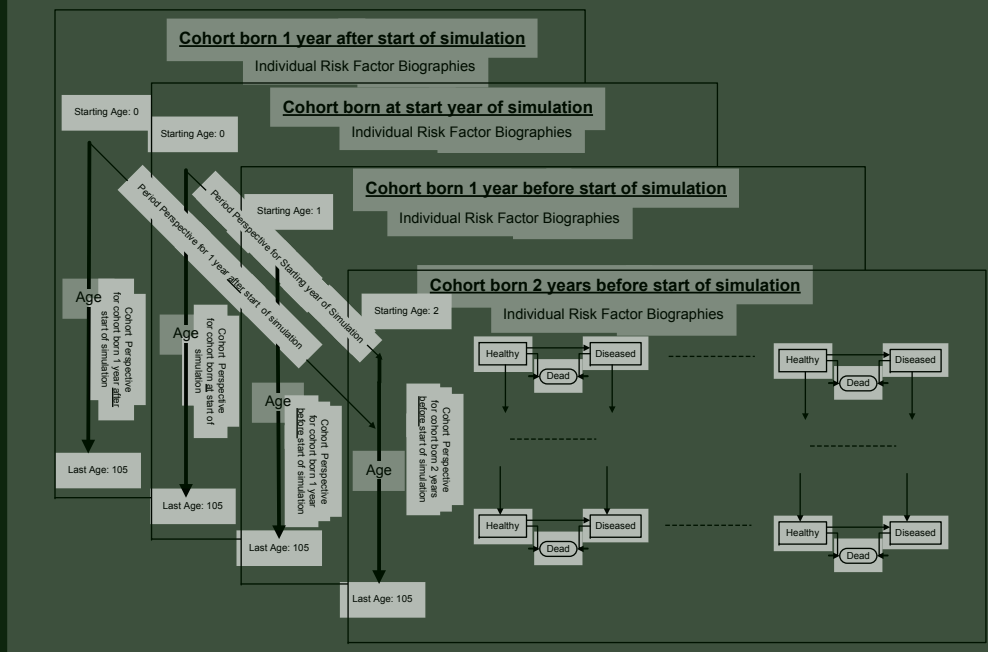 Cohort born 1 year after start of simulation
Individual Risk Factor Biographies
Cohort born at start year of simulation
Individual Risk Factor Biographies
Cohort born 1 year before start of simulation
Individual Risk Factor Biographies
Cohort born 2 years before start of simulation
Individual Risk Factor Biographies
Starting Age: 0
Starting Age: 0
Starting Age: 1
Starting Age: 2
Period Perspective for 1 year after start of simulation
Period Perspective for Starting year of Simulation
Age
Cohort Perspective
for cohort born 1 year after
start of simulation
Age
Cohort Perspective
for cohort born at start of
simulation
Age
Cohort Perspective
for cohort born 1 year
before start of simulation
Age
Cohort Perspective
for cohort born 2 years
before start of simulation
Last Age: 105
Last Age: 105
Last Age: 105
Last Age: 105
Healthy
Diseased
Dead
Healthy
Diseased
Dead
Healthy
Diseased
Dead
Healthy
Diseased
Dead